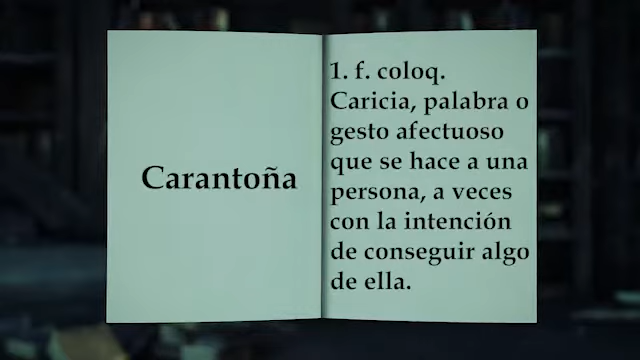 Carantoña
1. f. coloq.
Caricia, palabra o
gesto afectuoso
que se hace a una
persona, a veces
con la intención
de conseguir algo
de ella.